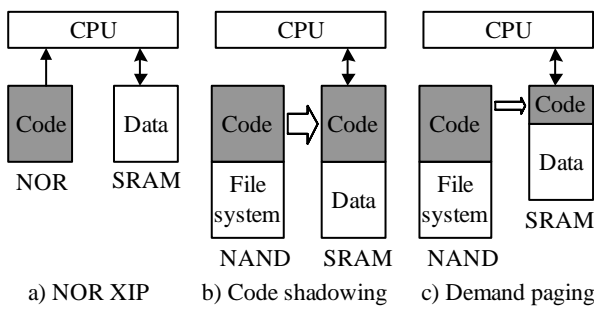 CPU
Code
Data
NOR
SRAM
a) NOR XIP
CPU
Code
File
system
Code
Data
NAND
SRAM
b) Code shadowing
CPU
Code
File
system
Code
Data
NAND
SRAM
c) Demand paging